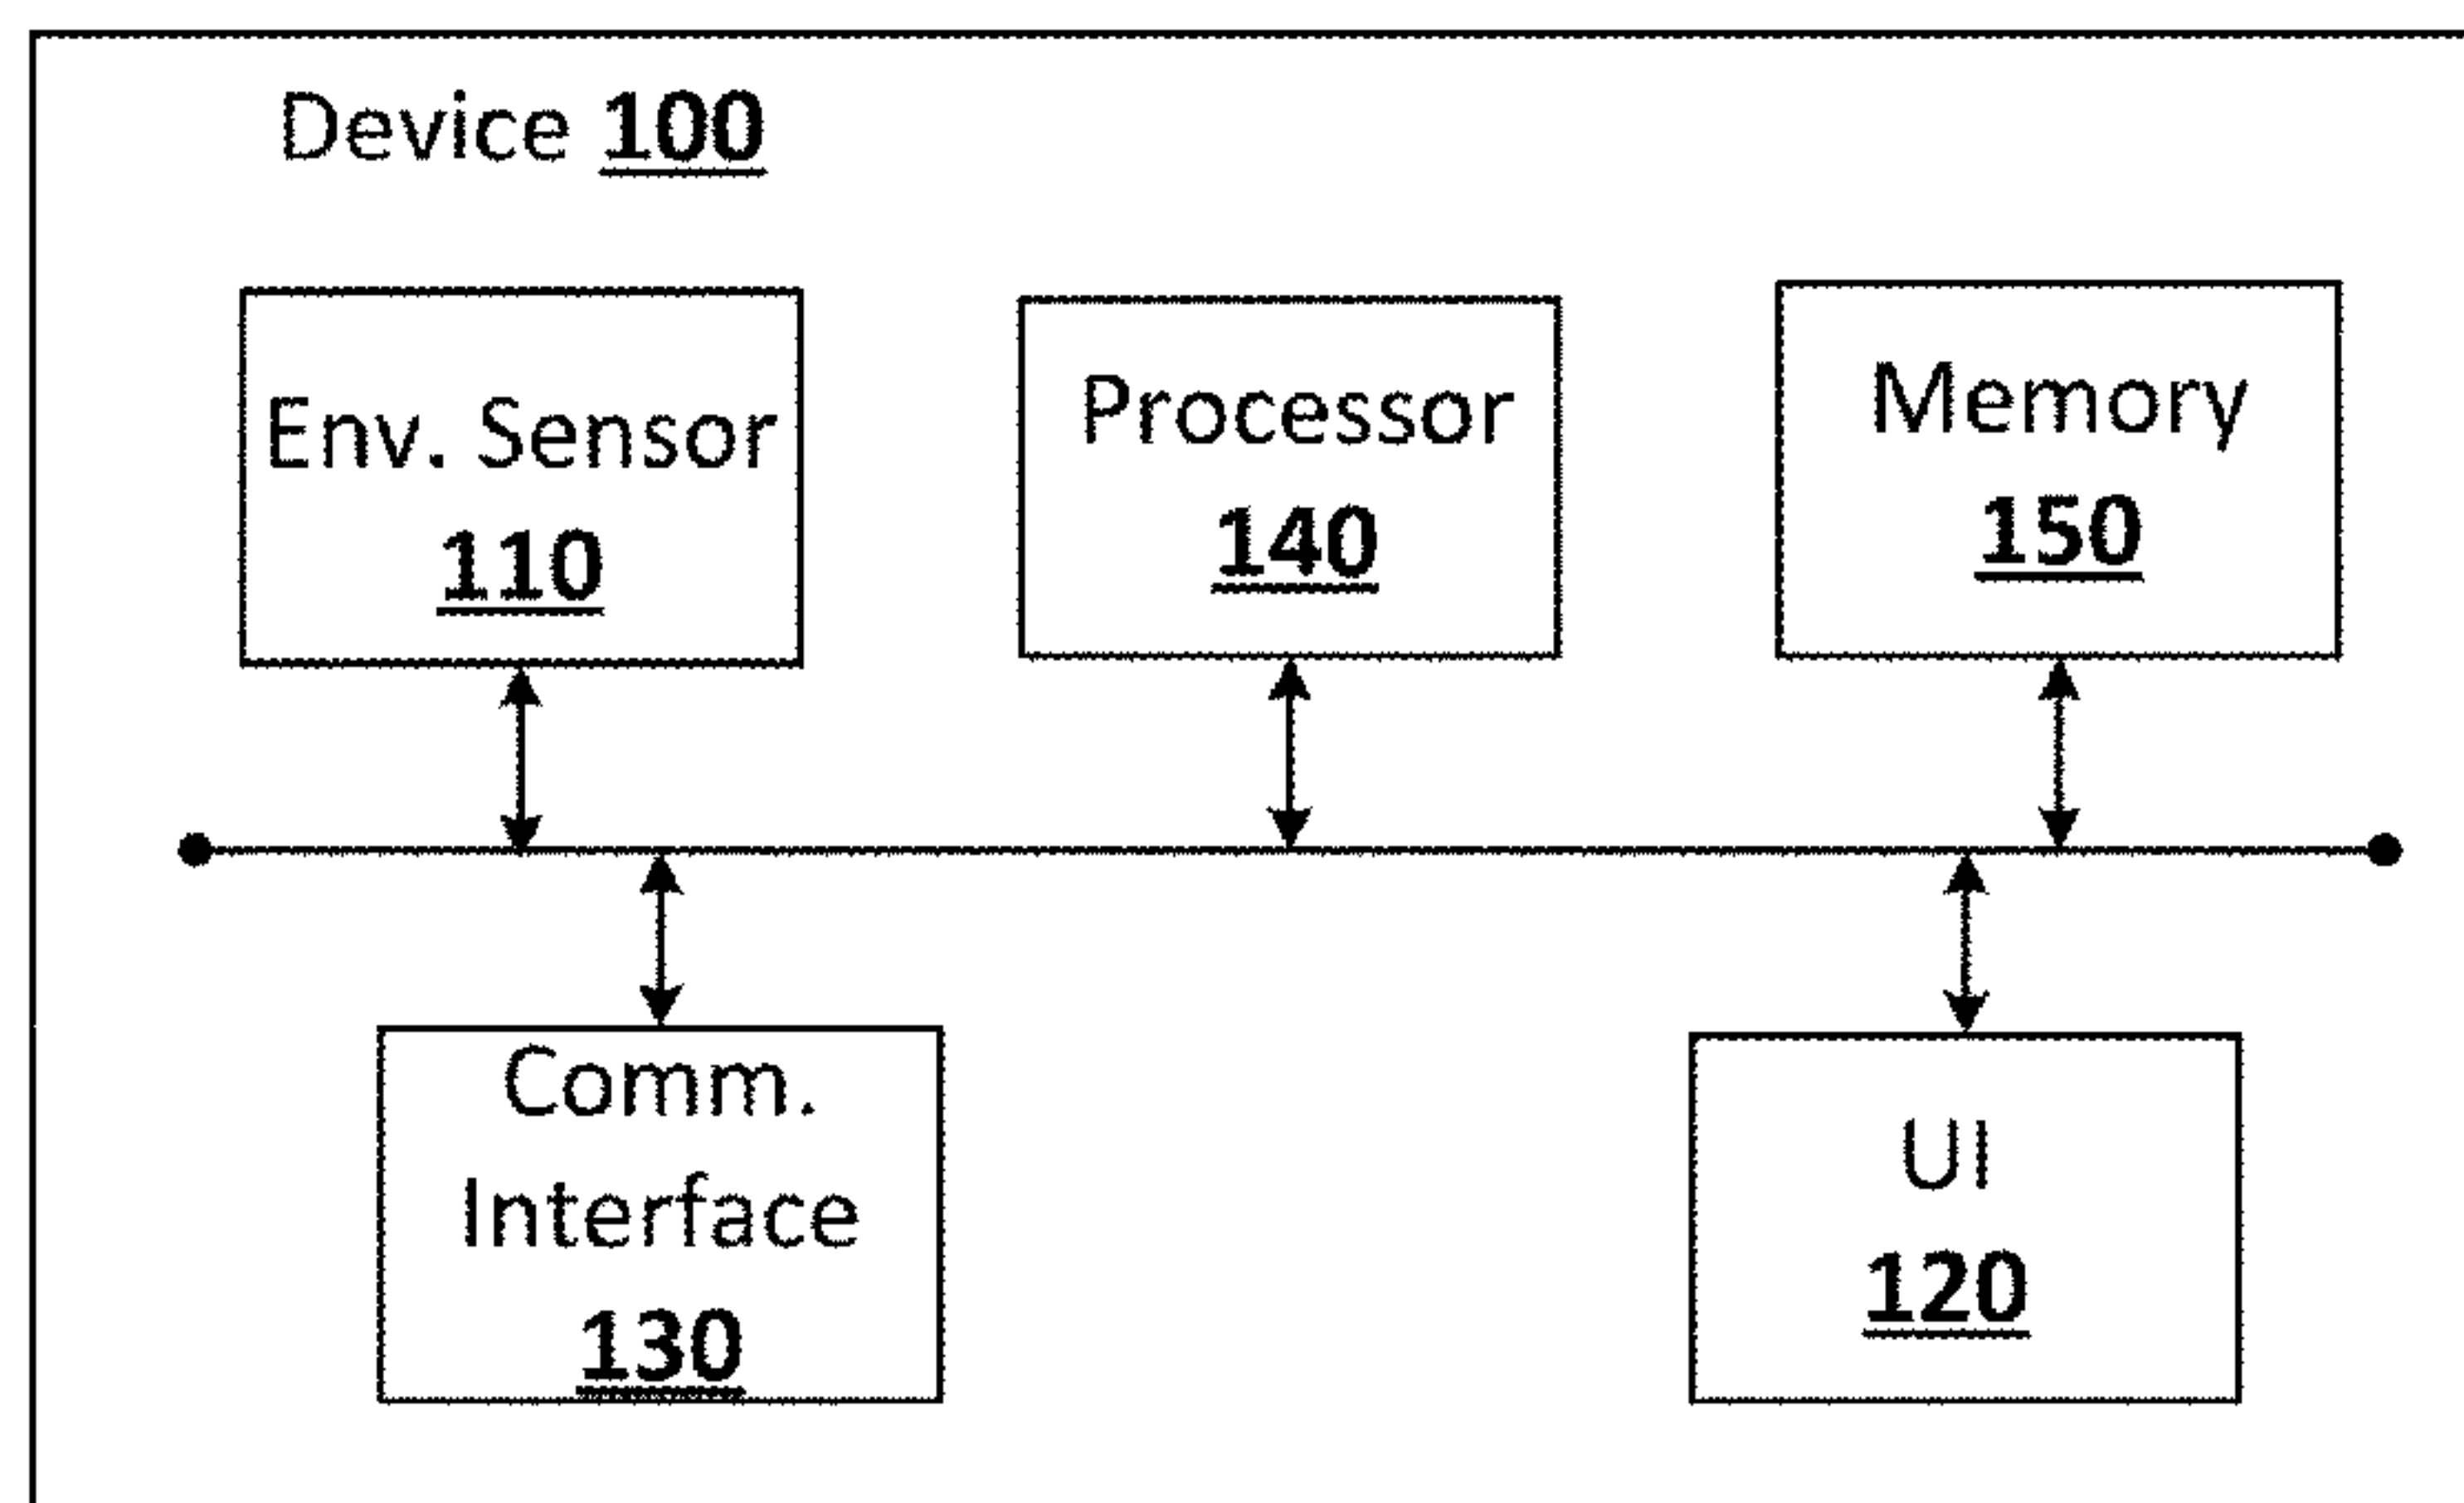 Device 100
Env. Sensor
110
Processor
140
Memory
150
Comm.
Interface
130
UI
120